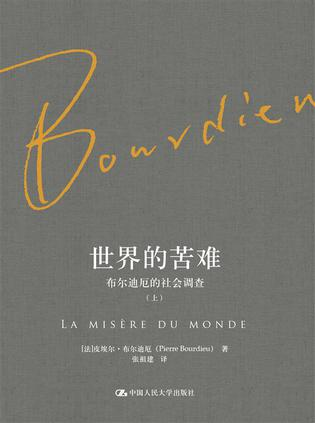 Bourdieu
世界的苦难
布尔迪厄的社会调查
（上）
LA MISÈRE DU MONDE
［法］皮埃尔·布尔迪厄（Pierre Bourdieu） 著
张祖建 译
中国人民大学出版社